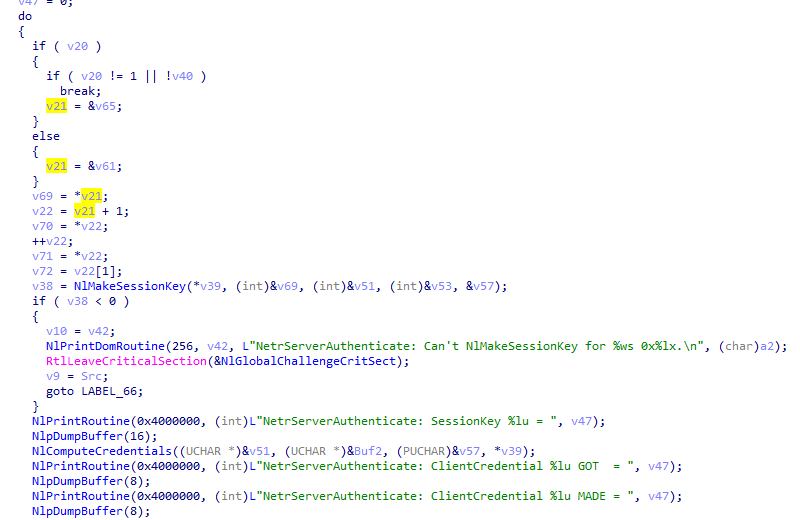 v47 = 0;
do
{
if ( v20 )
{
if ( v20 != 1 || !v40 )
break;
v21 = &v65;
}
else
{
v21 = &v61;
}
v69 = *v21;
v22 = v21 + 1;
v70 = *v22;
++v22;
v71 = *v22;
v72 = v22[1];
v38 = NlMakeSessionKey(*v39, (int)&v69, (int)&v51, (int)&v53, &v57);
if ( v38 < 0 )
{
v10 = v42;
NlPrintDomRoutine(256, v42, L"NetrServerAuthenticate: Can't NlMakeSessionKey for %ws 0x%lx.\n", (char)a2);
RtlLeaveCriticalSection(&NlGlobalChallengeCritSect);
v9 = Src;
goto LABEL_66;
}
NlPrintRoutine(0x4000000, (int)L"NetrServerAuthenticate: SessionKey %lu = ", v47);
NlpDumpBuffer(16);
NlComputeCredentials((UCHAR *)&v51, (UCHAR *)&Buf2, (PUCHAR)&v57, *v39);
NlPrintRoutine(0x4000000, (int)L"NetrServerAuthenticate: ClientCredential %lu GOT  = ", v47);
NlpDumpBuffer(8);
NlPrintRoutine(0x4000000, (int)L"NetrServerAuthenticate: ClientCredential %lu MADE = ", v47);
NlpDumpBuffer(8);